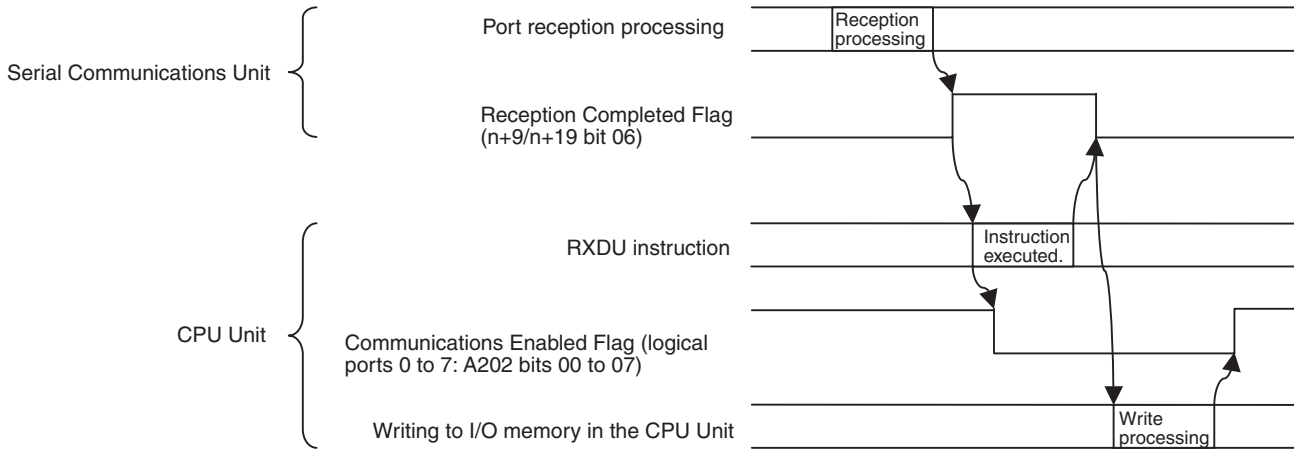 Port reception processing
Reception
processing
Serial Communications Unit
Reception Completed Flag
(n+9/n+19 bit 06)
RXDU instruction
Instruction
executed.
CPU Unit
Communications Enabled Flag (logical
ports 0 to 7: A202 bits 00 to 07)
Writing to I/O memory in the CPU Unit
Write
processing